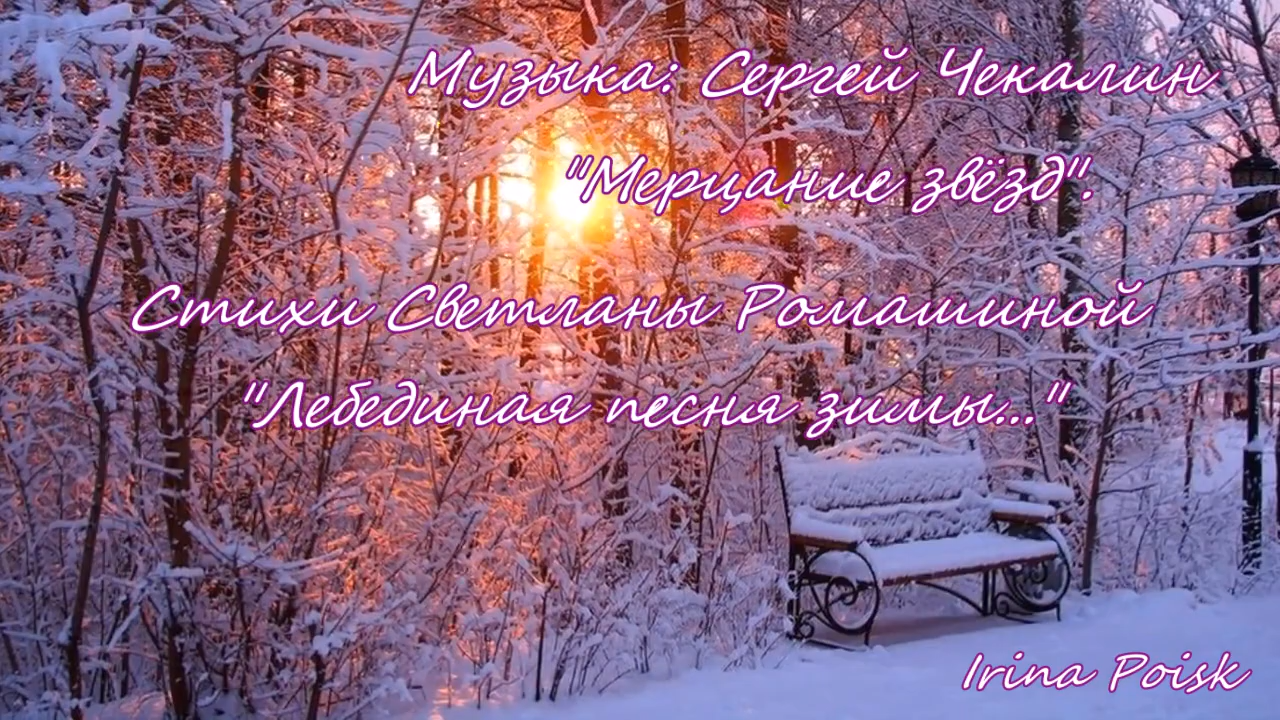 Музыка: Сергей Чекалин
"Мерцание звёзд".
Стихи Светланы Ромашиной
"Лебединая песня зимы..."
Irina Poisk